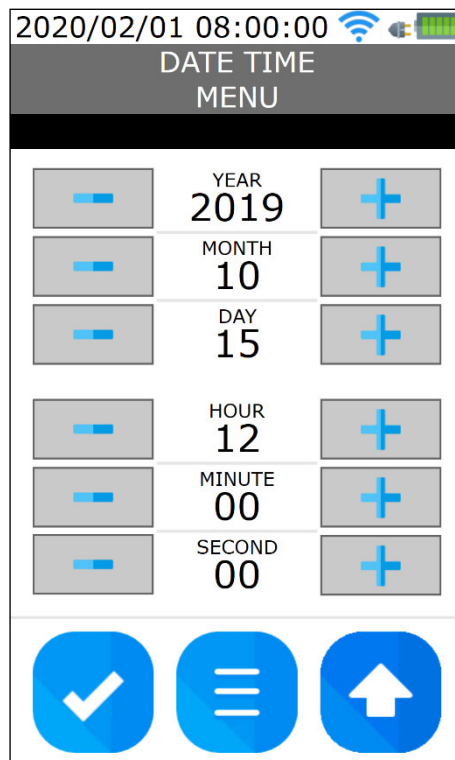 2020/02/01 08:00:00
DATE TIME
MENU
YEAR
2019
MONTH
10
DAY
15
HOUR
12
MINUTE
00
SECOND
00